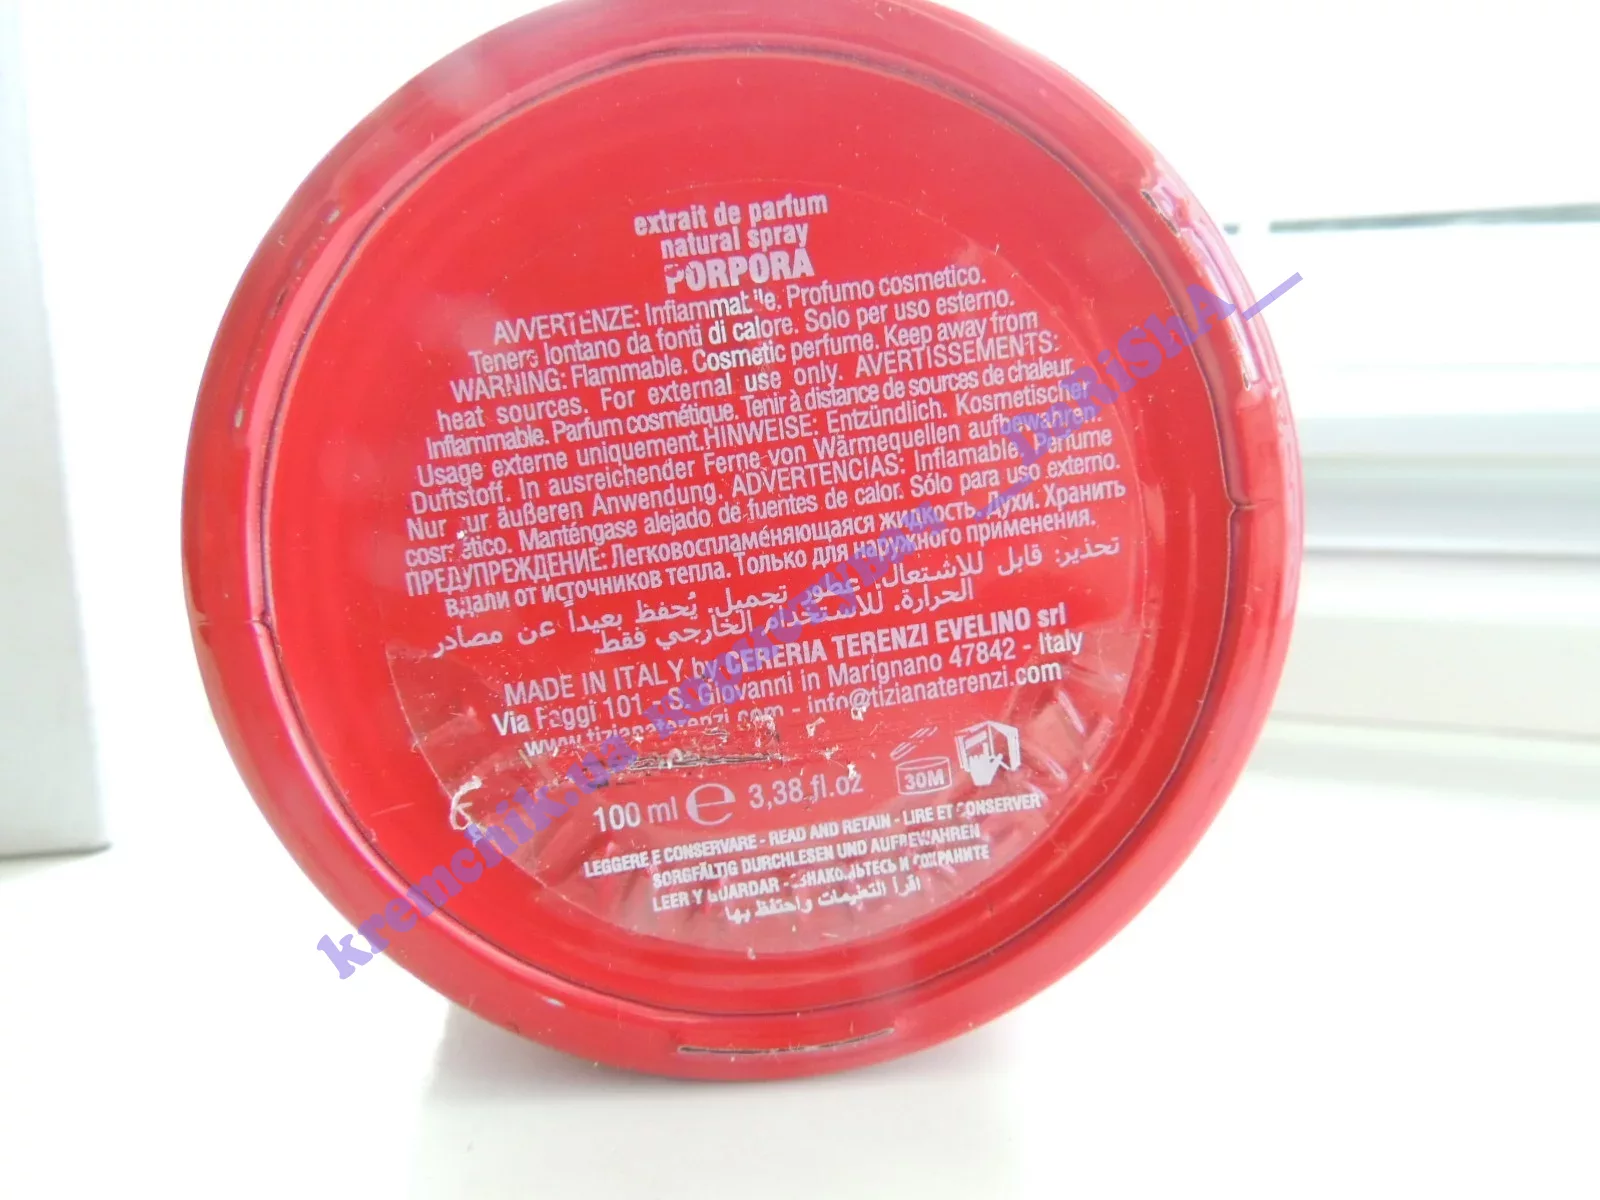 extrait de parfum
natural spray
PORPORA
AVVERTENZE: Infiammabile. Profumo cosmetico.
Tenere lontano da fonti di calore. Solo per uso esterno.
WARNING: Flammable. Cosmetic perfume. Keep away from
heat sources. For external use only. AVERTISSEMENTS:
Inflammable. Parfum cosmétique. Tenir à distance de sources de chaleur.
Usage externe uniquement.HINWEISE: Entzündlich. Kosmetischer
Duftstoff. In ausreichender Ferne von Wärmequellen aufbewahren.
Nur zur äußeren Anwendung. ADVERTENCIAS: Inflamable. Perfume
cosmético. Manténgase alejado de fuentes de calor. Sólo para uso externo.
ПРЕДУПРЕЖДЕНИЕ: Легковоспламеняющаяся жидкость. Духи. Хранить
вдали от источников тепла. Только для наружного применения.
تحذير: قابل للاشتعال. عطور تجميل. يُحفظ بعيداً عن مصادر
الحرارة. للاستخدام الخارجي فقط
MADE IN ITALY by CERERIA TERENZI EVELINO srl
Via Faggi 101 - S. Giovanni in Marignano 47842 - Italy
www.tizianaterenzi.com - info@tizianaterenzi.com
30M
100 ml e 3,38 fl.oz
LEGGERE E CONSERVARE - READ AND RETAIN - LIRE ET CONSERVER
SORGFÄLTIG DURCHLESEN UND AUFBEWAHREN
LEER Y GUARDAR - ОЗНАКОМЬТЕСЬ И СОХРАНИТЕ
اقرأ التعليمات واحتفظ بها
kremchik.ua
__IzRiShA__